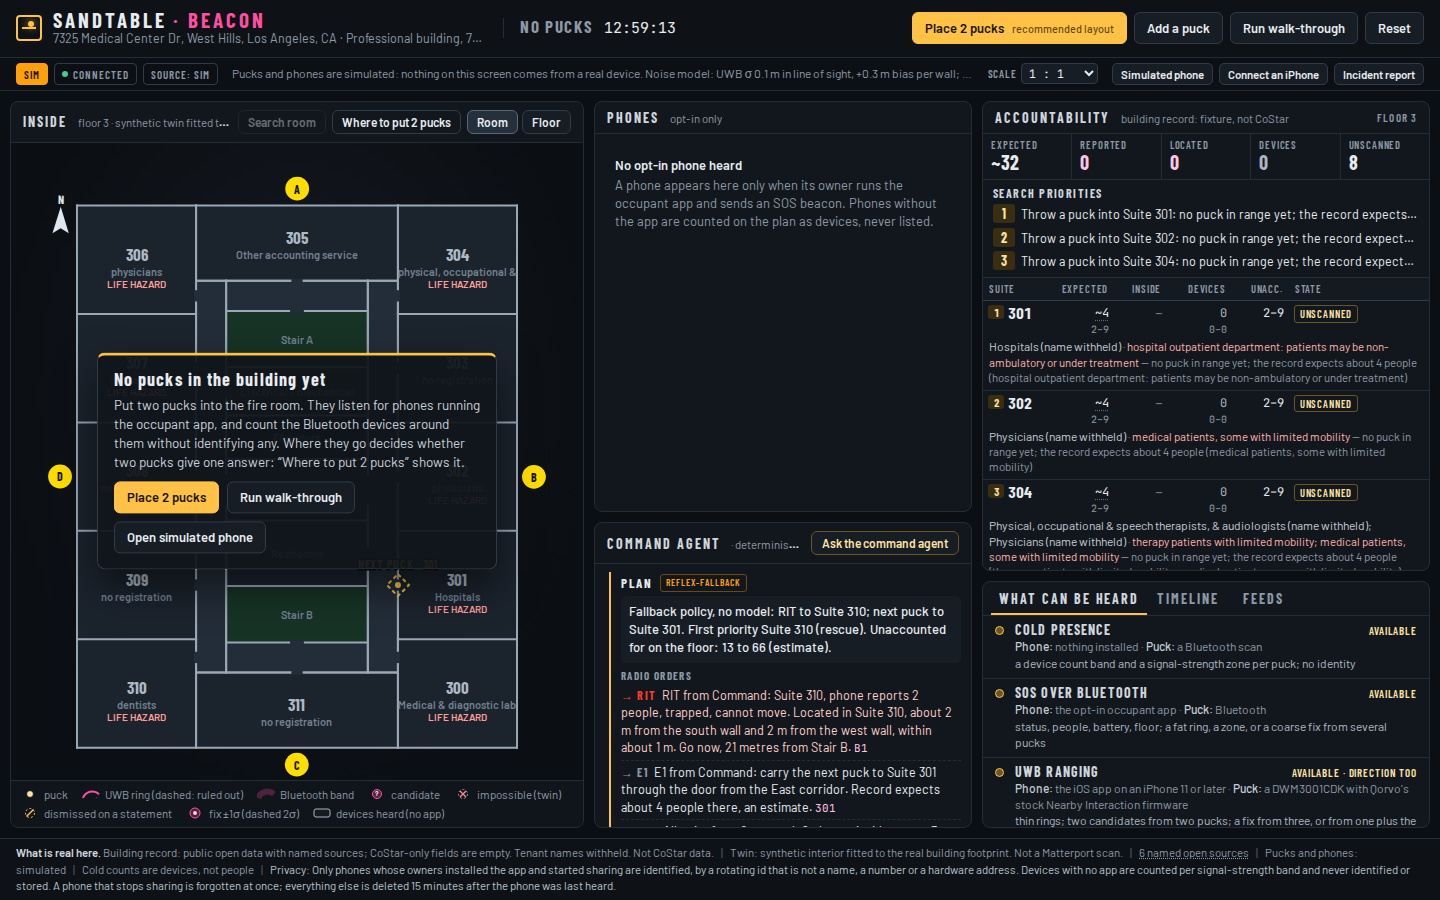 SANDTABLE · BEACON
7325 Medical Center Dr, West Hills, Los Angeles, CA · Professional building, 7...
NO PUCKS 12:59:13
Place 2 pucks recommended layout
Add a puck
Run walk-through
Reset
SIM
CONNECTED
SOURCE: SIM
Pucks and phones are simulated: nothing on this screen comes from a real device. Noise model: UWB σ 0.1 m in line of sight, +0.3 m bias per wall; ...
SCALE 1 : 1
Simulated phone
Connect an iPhone
Incident report
INSIDE floor 3 · synthetic twin fitted t...
Search room
Where to put 2 pucks
Room
Floor
N
A
306
physicians
LIFE HAZARD
305
Other accounting service
304
physical, occupational &
LIFE HAZARD
Stair A
No pucks in the building yet
Put two pucks into the fire room. They listen for phones running
the occupant app, and count the Bluetooth devices around
them without identifying any. Where they go decides whether
two pucks give one answer: “Where to put 2 pucks” shows it.
Place 2 pucks
Run walk-through
Open simulated phone
D
B
309
no registration
Stair B
301
Hospitals
LIFE HAZARD
310
dentists
LIFE HAZARD
311
no registration
300
Medical & diagnostic lab
LIFE HAZARD
C
puck
UWB ring (dashed: ruled out)
Bluetooth band
candidate
impossible (twin)
dismissed on a statement
fix ±1σ (dashed 2σ)
devices heard (no app)
PHONES opt-in only
No opt-in phone heard
A phone appears here only when its owner runs the
occupant app and sends an SOS beacon. Phones without
the app are counted on the plan as devices, never listed.
COMMAND AGENT · determinis...
Ask the command agent
PLAN REFLEX-FALLBACK
Fallback policy, no model: RIT to Suite 310; next puck to
Suite 301. First priority Suite 310 (rescue). Unaccounted
for on the floor: 13 to 66 (estimate).
RADIO ORDERS
→ RIT RIT from Command: Suite 310, phone reports 2
people, trapped, cannot move. Located in Suite 310, about 2
m from the south wall and 2 m from the west wall, within
about 1 m. Go now, 21 metres from Stair B. B1
→ E1 E1 from Command: carry the next puck to Suite 301
through the door from the East corridor. Record expects
about 4 people there, an estimate. 301
ACCOUNTABILITY building record: fixture, not CoStar
FLOOR 3
EXPECTED REPORTED LOCATED DEVICES UNSCANNED
~32 0 0 0 8
SEARCH PRIORITIES
1 Throw a puck into Suite 301: no puck in range yet; the record expects...
2 Throw a puck into Suite 302: no puck in range yet; the record expect...
3 Throw a puck into Suite 304: no puck in range yet; the record expect...
SUITE EXPECTED INSIDE DEVICES UNACC. STATE
1 301 ~4 – 0 2–9 UNSCANNED
2–9 0–0
Hospitals (name withheld) · hospital outpatient department: patients may be non-
ambulatory or under treatment — no puck in range yet; the record expects about 4 people
(hospital outpatient department: patients may be non-ambulatory or under treatment)
2 302 ~4 – 0 2–9 UNSCANNED
2–9 0–0
Physicians (name withheld) · medical patients, some with limited mobility — no puck in
range yet; the record expects about 4 people (medical patients, some with limited
mobility)
3 304 ~4 – 0 2–9 UNSCANNED
2–9 0–0
Physical, occupational & speech therapists, & audiologists (name withheld);
Physicians (name withheld) · therapy patients with limited mobility; medical patients,
some with limited mobility — no puck in range yet; the record expects about 4 people
WHAT CAN BE HEARD
TIMELINE
FEEDS
COLD PRESENCE AVAILABLE
Phone: nothing installed · Puck: a Bluetooth scan
a device count band and a signal-strength zone per puck; no identity
SOS OVER BLUETOOTH AVAILABLE
Phone: the opt-in occupant app · Puck: Bluetooth
status, people, battery, floor; a fat ring, a zone, or a coarse fix from several
pucks
UWB RANGING AVAILABLE · DIRECTION TOO
Phone: the iOS app on an iPhone 11 or later · Puck: a DWM3001CDK with Qorvo's
stock Nearby Interaction firmware
thin rings; two candidates from two pucks; a fix from three, or from one plus the
What is real here. Building record: public open data with named sources; CoStar-only fields are empty. Tenant names withheld. Not CoStar data. | Twin: synthetic interior fitted to the real building footprint. Not a Matterport scan. | 6 named open sources | Pucks and phones:
simulated | Cold counts are devices, not people | Privacy: Only phones whose owners installed the app and started sharing are identified, by a rotating id that is not a name, a number or a hardware address. Devices with no app are counted per signal-strength band and never identified or
stored. A phone that stops sharing is forgotten at once; everything else is deleted 15 minutes after the phone was last heard.